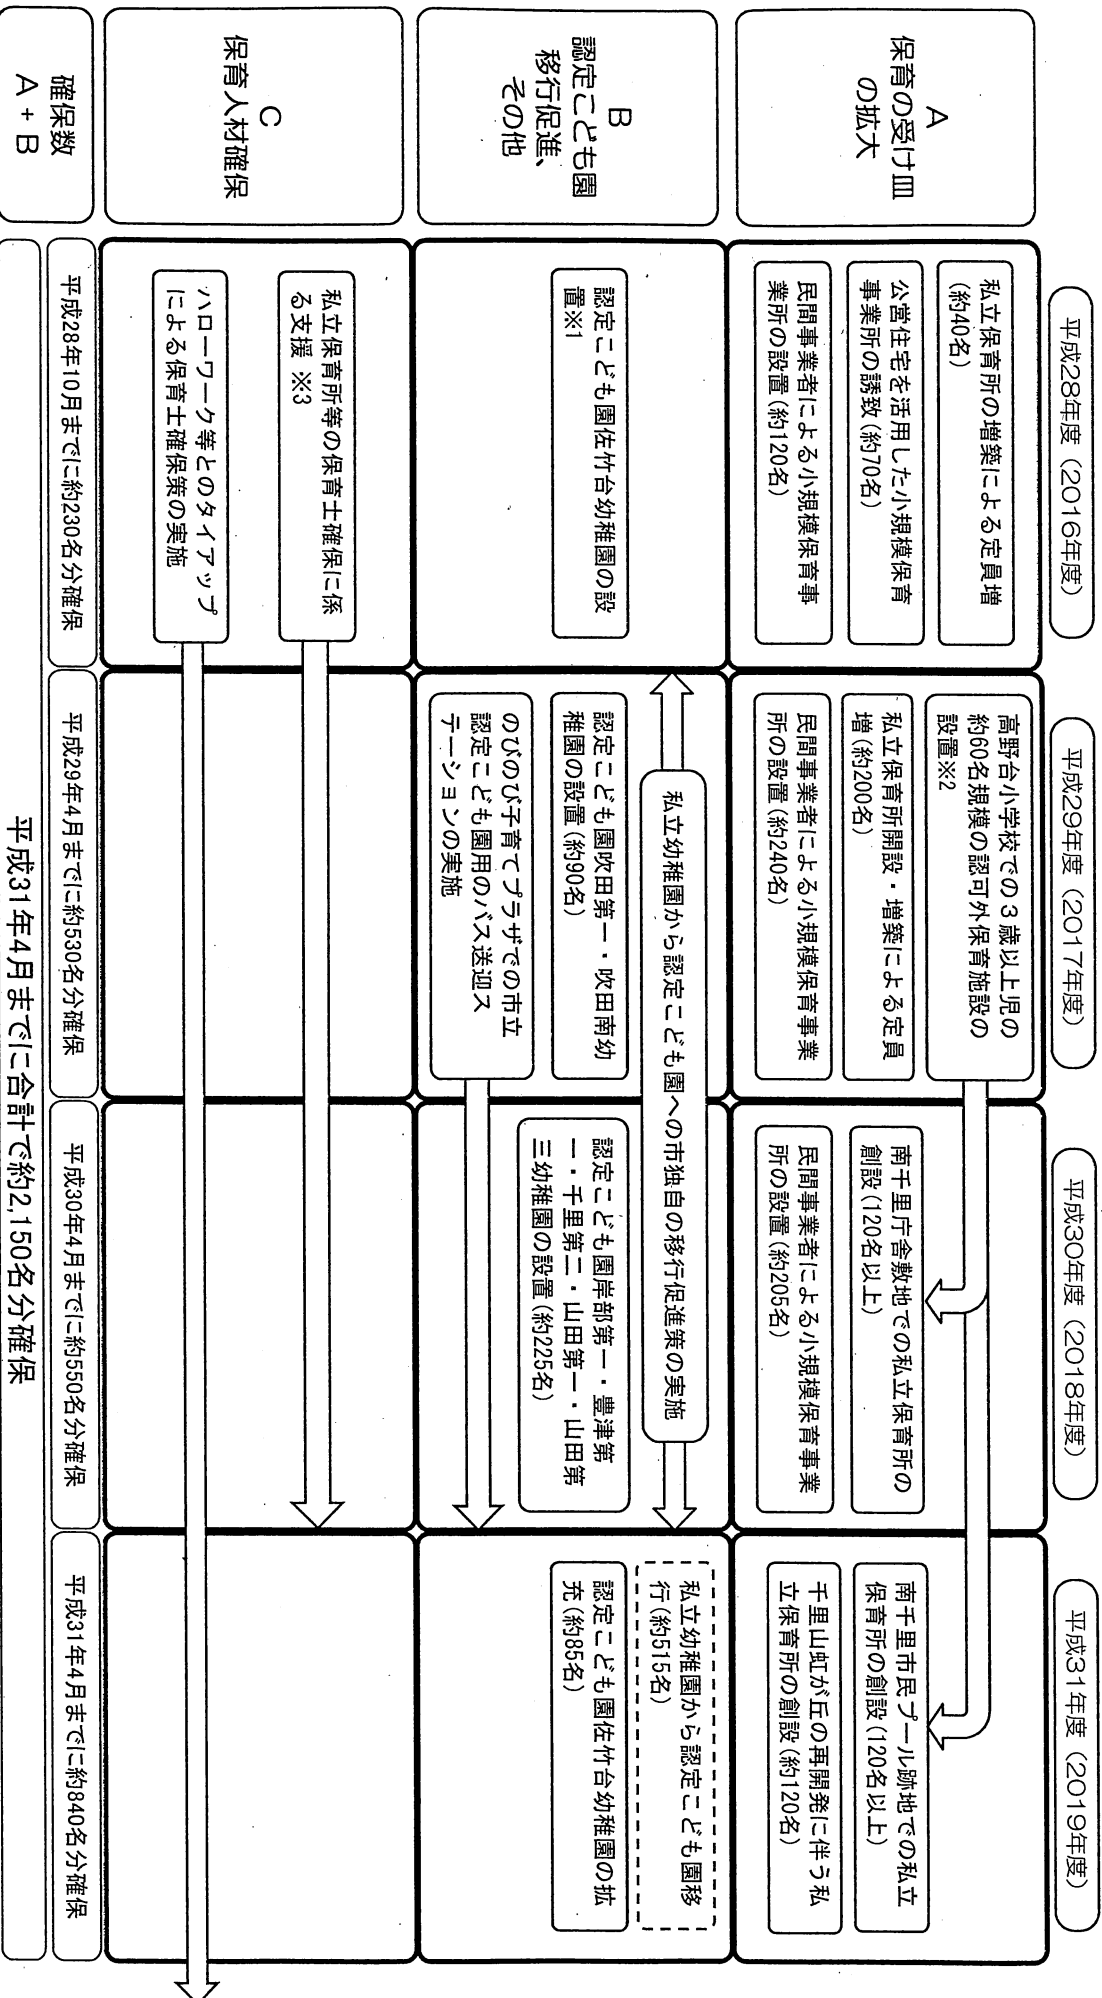 平成28年度（2016年度）
平成29年度（2017年度）
平成30年度（2018年度）
平成31年度（2019年度）
A
保育の受け皿
の拡大
私立保育所の増築による定員増
(約40名)
公営住宅を活用した小規模保育
事業所の誘致(約70名)
民間事業者による小規模保育事
業所の設置(約120名)
高野台小学校での３歳以上児の
約60名規模の認可外保育施設の
設置※2
私立保育所開設・増築による定員
増(約200名)
民間事業者による小規模保育事業
所の設置(約240名)
南千里庁舎敷地での私立保育所の
創設(120名以上)
民間事業者による小規模保育事業
所の設置(約205名)
南千里市民プール跡地での私立
保育所の創設(120名以上)
千里山虹が丘の再開発に伴う私
立保育所の創設(約120名)
B
認定こども園
移行促進、
その他
認定こども園佐竹台幼稚園の設
置※1
私立幼稚園から認定こども園への市独自の移行促進策の実施
認定こども園吹田第一・吹田南幼
稚園の設置(約90名)
のびのび子育てプラザでの市立
認定こども園用のバス送迎ス
テーションの実施
認定こども園岸部第一・豊津第
一・千里第二・山田第一・山田第
三幼稚園の設置(約225名)
私立幼稚園から認定こども園移
行(約515名)
認定こども園佐竹台幼稚園の拡
充(約85名)
C
保育人材確保
私立保育所等の保育士確保に係
る支援 ※3
ハローワーク等とのタイアップ
による保育士確保策の実施
確保数
A + B
平成28年10月までに約230名分確保
平成29年4月までに約530名分確保
平成30年4月までに約550名分確保
平成31年4月までに約840名分確保
平成31年4月までに合計で約2,150名分確保